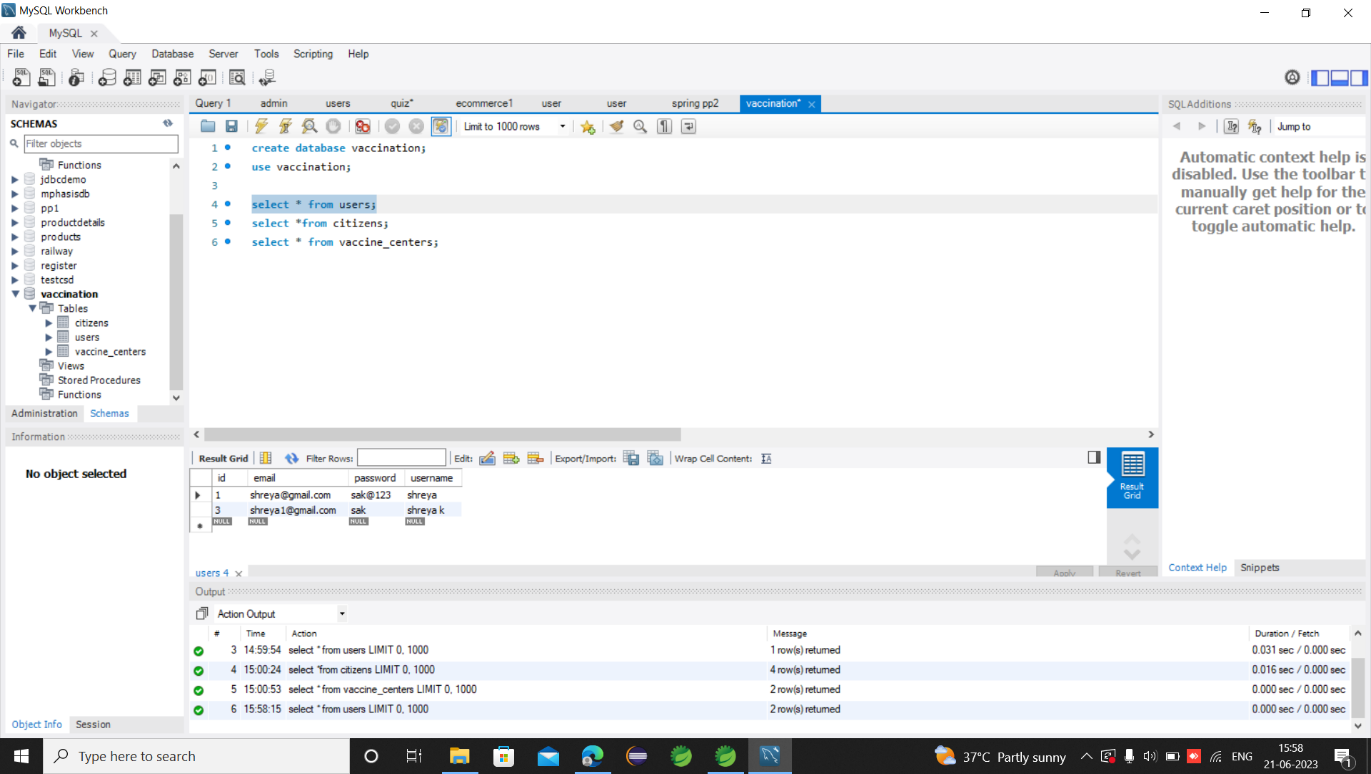 MySQL Workbench
MySQL
File Edit View Query Database Server Tools Scripting Help
Navigator
SCHEMAS
Filter objects
Functions
jdbcdemo
mphasisdb
pp1
productdetails
products
railway
register
testcsd
vaccination
Tables
citizens
users
vaccine_centers
Views
Stored Procedures
Functions
Administration Schemas
Information
No object selected
Object Info Session
Query 1 admin users quiz* ecommerce1 user user spring pp2 vaccination*
Limit to 1000 rows
1 create database vaccination;
2 use vaccination;
3
4 select * from users;
5 select *from citizens;
6 select * from vaccine_centers;
Result Grid Filter Rows: Edit: Export/Import: Wrap Cell Content:
id email password username
1 shreya@gmail.com sak@123 shreya
3 shreya1@gmail.com sak shreya k
NULL NULL NULL NULL
Result
Grid
users 4 Apply Revert
Output
Action Output
# Time Action Message Duration / Fetch
3 14:59:54 select * from users LIMIT 0, 1000 1 row(s) returned 0.031 sec / 0.000 sec
4 15:00:24 select *from citizens LIMIT 0, 1000 4 row(s) returned 0.016 sec / 0.000 sec
5 15:00:53 select * from vaccine_centers LIMIT 0, 1000 2 row(s) returned 0.000 sec / 0.000 sec
6 15:58:15 select * from users LIMIT 0, 1000 2 row(s) returned 0.000 sec / 0.000 sec
SQLAdditions
Jump to
Automatic context help is
disabled. Use the toolbar t
manually get help for the
current caret position or to
toggle automatic help.
Context Help Snippets
Type here to search
37°C Partly sunny
ENG
15:58
21-06-2023
1